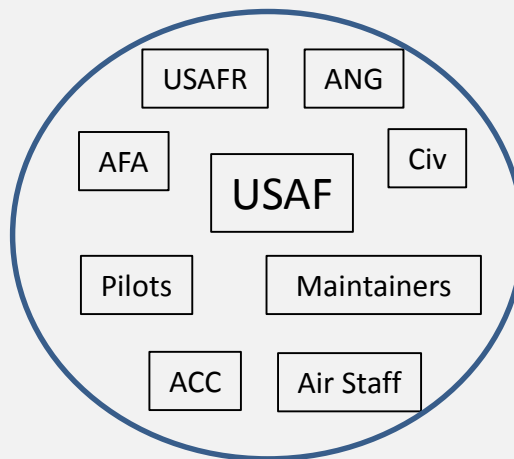 USAFR
ANG
AFA
Civ
USAF
Pilots
Maintainers
ACC
Air Staff